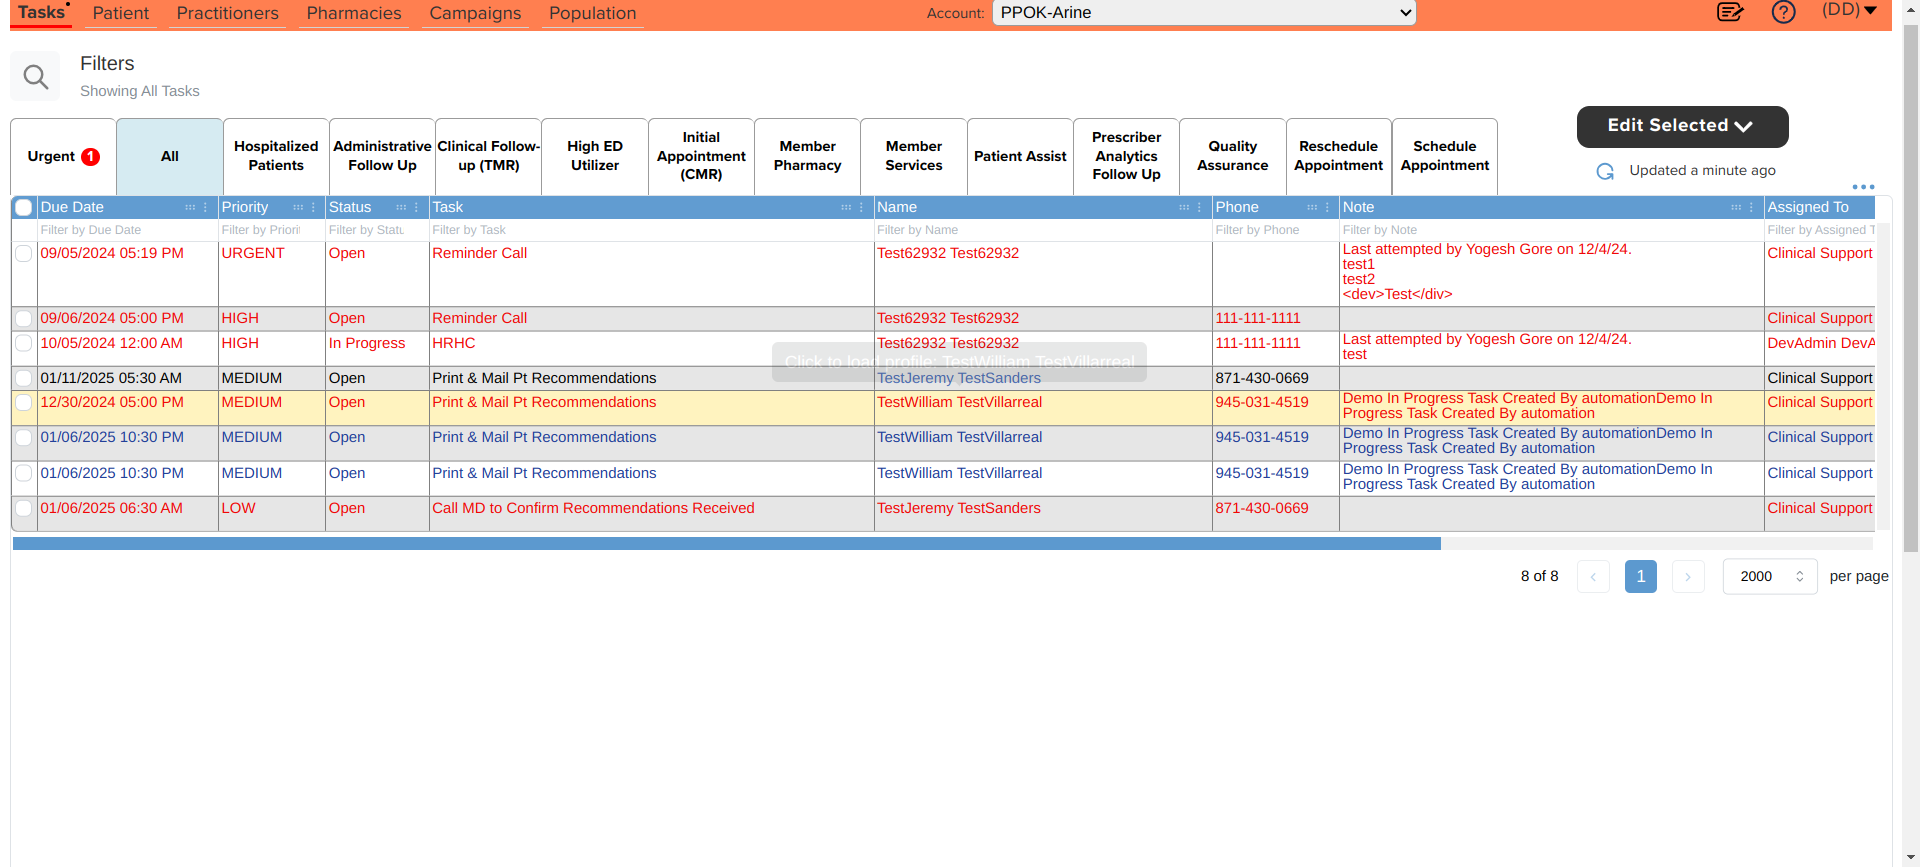 Tasks Patient Practitioners Pharmacies Campaigns Population Account: PPOK-Arine (DD)
Filters
Showing All Tasks
Urgent 1
All
Hospitalized
Patients
Administrative
Follow Up
Clinical Follow-
up (TMR)
High ED
Utilizer
Initial
Appointment
(CMR)
Member
Pharmacy
Member
Services
Patient Assist
Prescriber
Analytics
Follow Up
Quality
Assurance
Reschedule
Appointment
Schedule
Appointment
Edit Selected
Updated a minute ago
Due Date Priority Status Task Name Phone Note Assigned To
Filter by Due Date Filter by Priorit Filter by Statu Filter by Task Filter by Name Filter by Phone Filter by Note Filter by Assigned T
09/05/2024 05:19 PM URGENT Open Reminder Call Test62932 Test62932 Last attempted by Yogesh Gore on 12/4/24. Clinical Support
test1
test2
<dev>Test</div>
09/06/2024 05:00 PM HIGH Open Reminder Call Test62932 Test62932 111-111-1111 Clinical Support
10/05/2024 12:00 AM HIGH In Progress HRHC Test62932 Test62932 111-111-1111 Last attempted by Yogesh Gore on 12/4/24. DevAdmin DevA
test
Click to load profile: TestWilliam TestVillarreal
01/11/2025 05:30 AM MEDIUM Open Print & Mail Pt Recommendations TestJeremy TestSanders 871-430-0669 Clinical Support
12/30/2024 05:00 PM MEDIUM Open Print & Mail Pt Recommendations TestWilliam TestVillarreal 945-031-4519 Demo In Progress Task Created By automationDemo In Clinical Support
Progress Task Created By automation
01/06/2025 10:30 PM MEDIUM Open Print & Mail Pt Recommendations TestWilliam TestVillarreal 945-031-4519 Demo In Progress Task Created By automationDemo In Clinical Support
Progress Task Created By automation
01/06/2025 10:30 PM MEDIUM Open Print & Mail Pt Recommendations TestWilliam TestVillarreal 945-031-4519 Demo In Progress Task Created By automationDemo In Clinical Support
Progress Task Created By automation
01/06/2025 06:30 AM LOW Open Call MD to Confirm Recommendations Received TestJeremy TestSanders 871-430-0669 Clinical Support
8 of 8 1 2000 per page